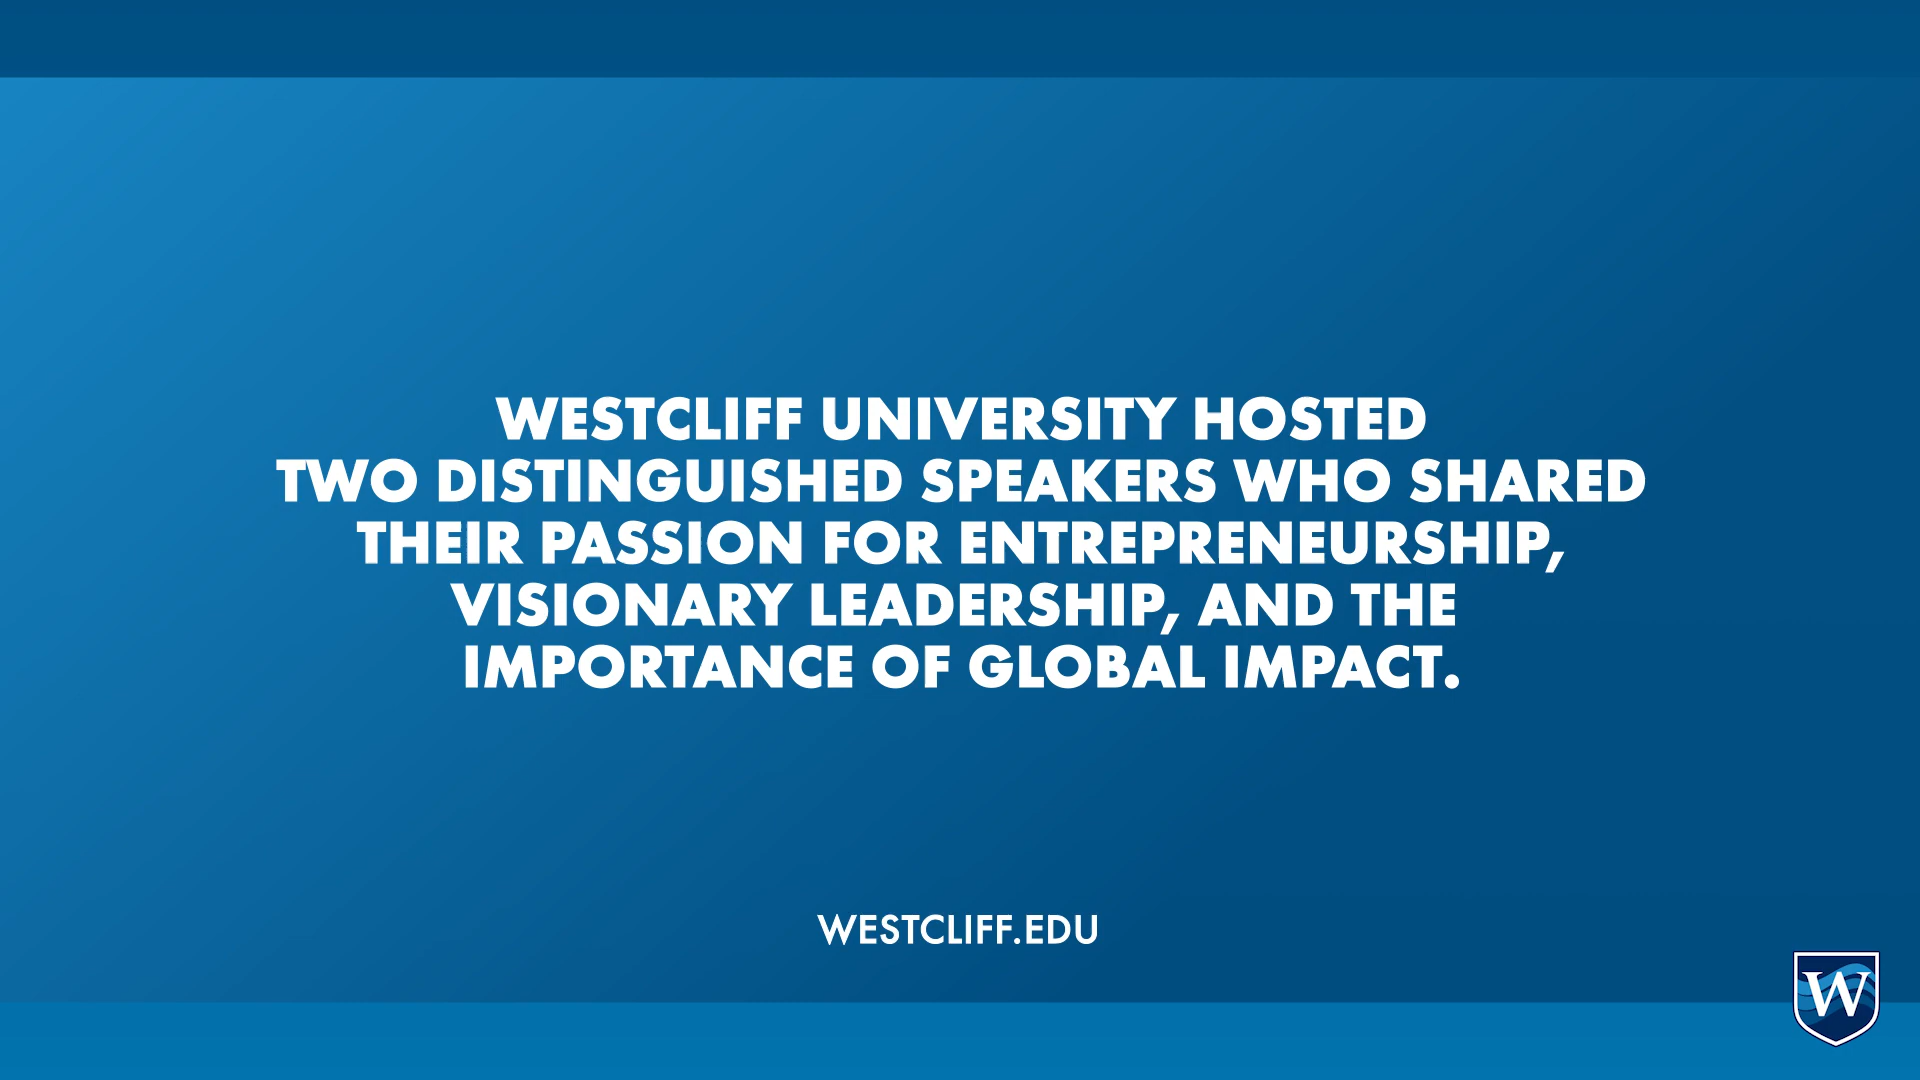 WESTCLIFF UNIVERSITY HOSTED
TWO DISTINGUISHED SPEAKERS WHO SHARED
THEIR PASSION FOR ENTREPRENEURSHIP,
VISIONARY LEADERSHIP, AND THE
IMPORTANCE OF GLOBAL IMPACT.
WESTCLIFF.EDU
W